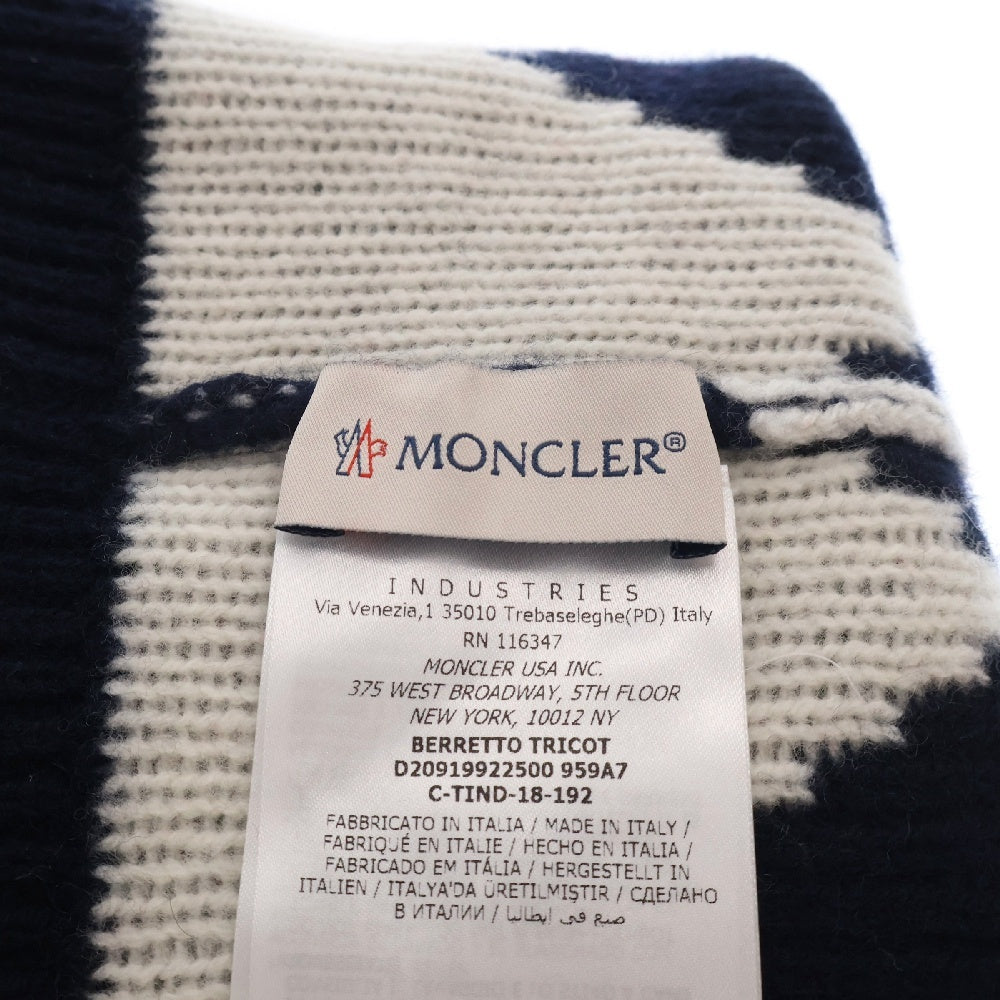 MONCLER®
INDUSTRIES
Via Venezia,1 35010 Trebaseleghe(PD) Italy
RN 116347
MONCLER USA INC.
375 WEST BROADWAY, 5TH FLOOR
NEW YORK, 10012 NY
BERRETTO TRICOT
D20919922500 959A7
C-TIND-18-192
FABBRICATO IN ITALIA / MADE IN ITALY /
FABRIQUÉ EN ITALIE / HECHO EN ITALIA /
FABRICADO EM ITÁLIA / HERGESTELLT IN
ITALIEN / ITALYA'DA ÜRETILMIŞTIR / СДЕЛАНО
В ИТАЛИИ / صنع في ايطاليا